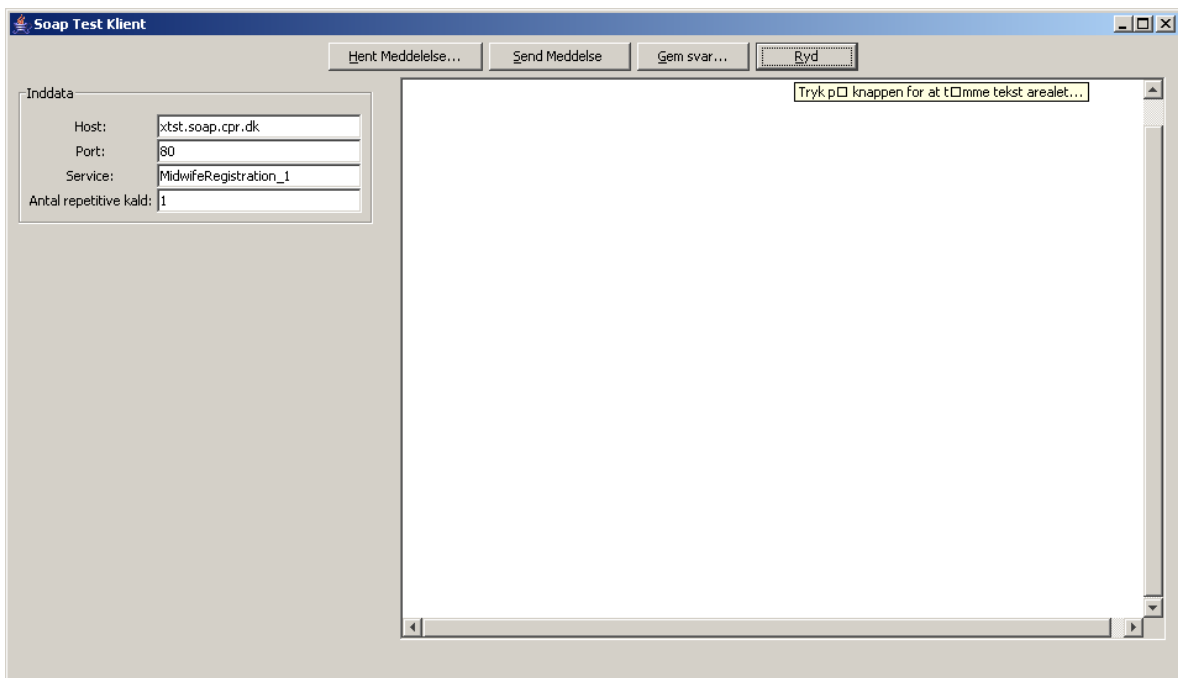 Soap Test Klient
Hent Meddelelse... Send Meddelse Gem svar... Ryd
Tryk p□ knappen for at t□mme tekst arealet...
Inddata
Host: xtst.soap.cpr.dk
Port: 80
Service: MidwifeRegistration_1
Antal repetitive kald: 1